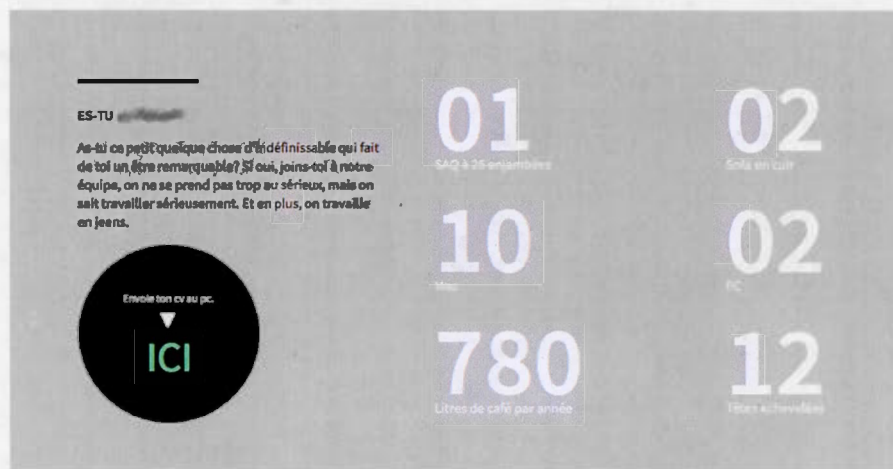 ES-TU
As-tu ce petit quelque chose d'indéfinissable qui fait
de toi un être remarquable? Si oui, joins-toi à notre
équipe, on ne se prend pas trop au sérieux, mais on
sait travailler sérieusement. Et en plus, on travaille
en jeans.
Envoie ton cv au pc.
ICI
01
SAQ à 25 enjambées
02
Sofa en cuir
10
Mac
02
PC
780
Litres de café par année
12
Têtes échevelées